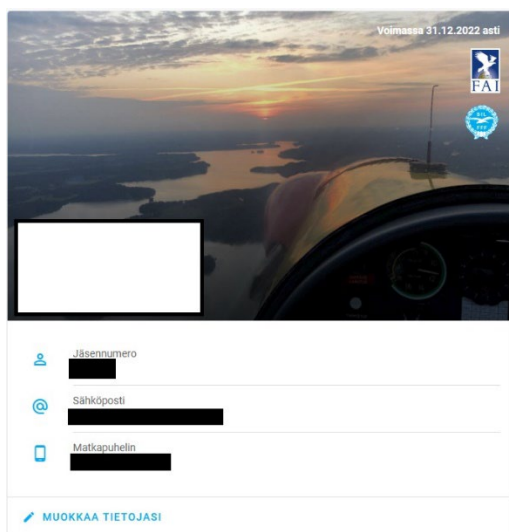 Voimassa 31.12.2022 asti
FAI
Jäsennumero
Sähköposti
Matkapuhelin
MUOKKAA TIETOJASI